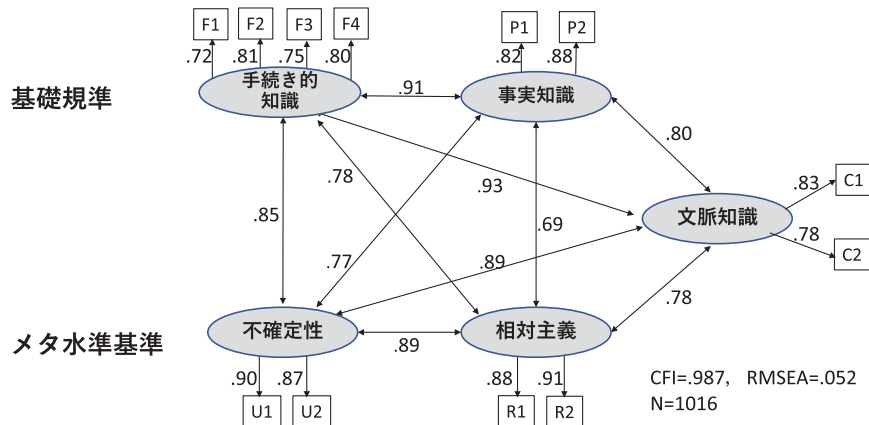 F1 F2 F3 F4
P1 P2
.72 .81 .75 .80
.82 .88
基礎規準
手続き的
知識
.91
事実知識
.80
.78
.93
.83
C1
文脈知識
.85
.69
.78
C2
.77
.89
.78
メタ水準基準
不確定性
.89
相対主義
.90 .87
.88 .91
CFI=.987, RMSEA=.052
N=1016
U1 U2
R1 R2